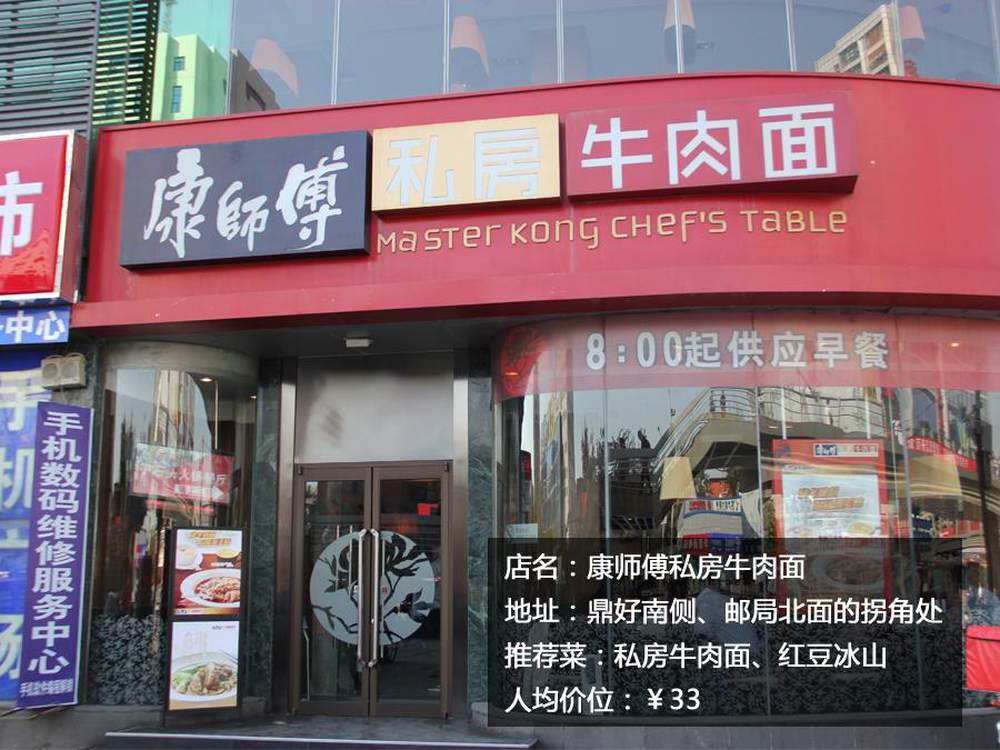 康師傅
私房
牛肉面
Master Kong Chef's Table
8:00起供应早餐
中心
手机数码维修服务中心
店名：康师傅私房牛肉面
地址：鼎好南侧、邮局北面的拐角处
推荐菜：私房牛肉面、红豆冰山
人均价位：￥33